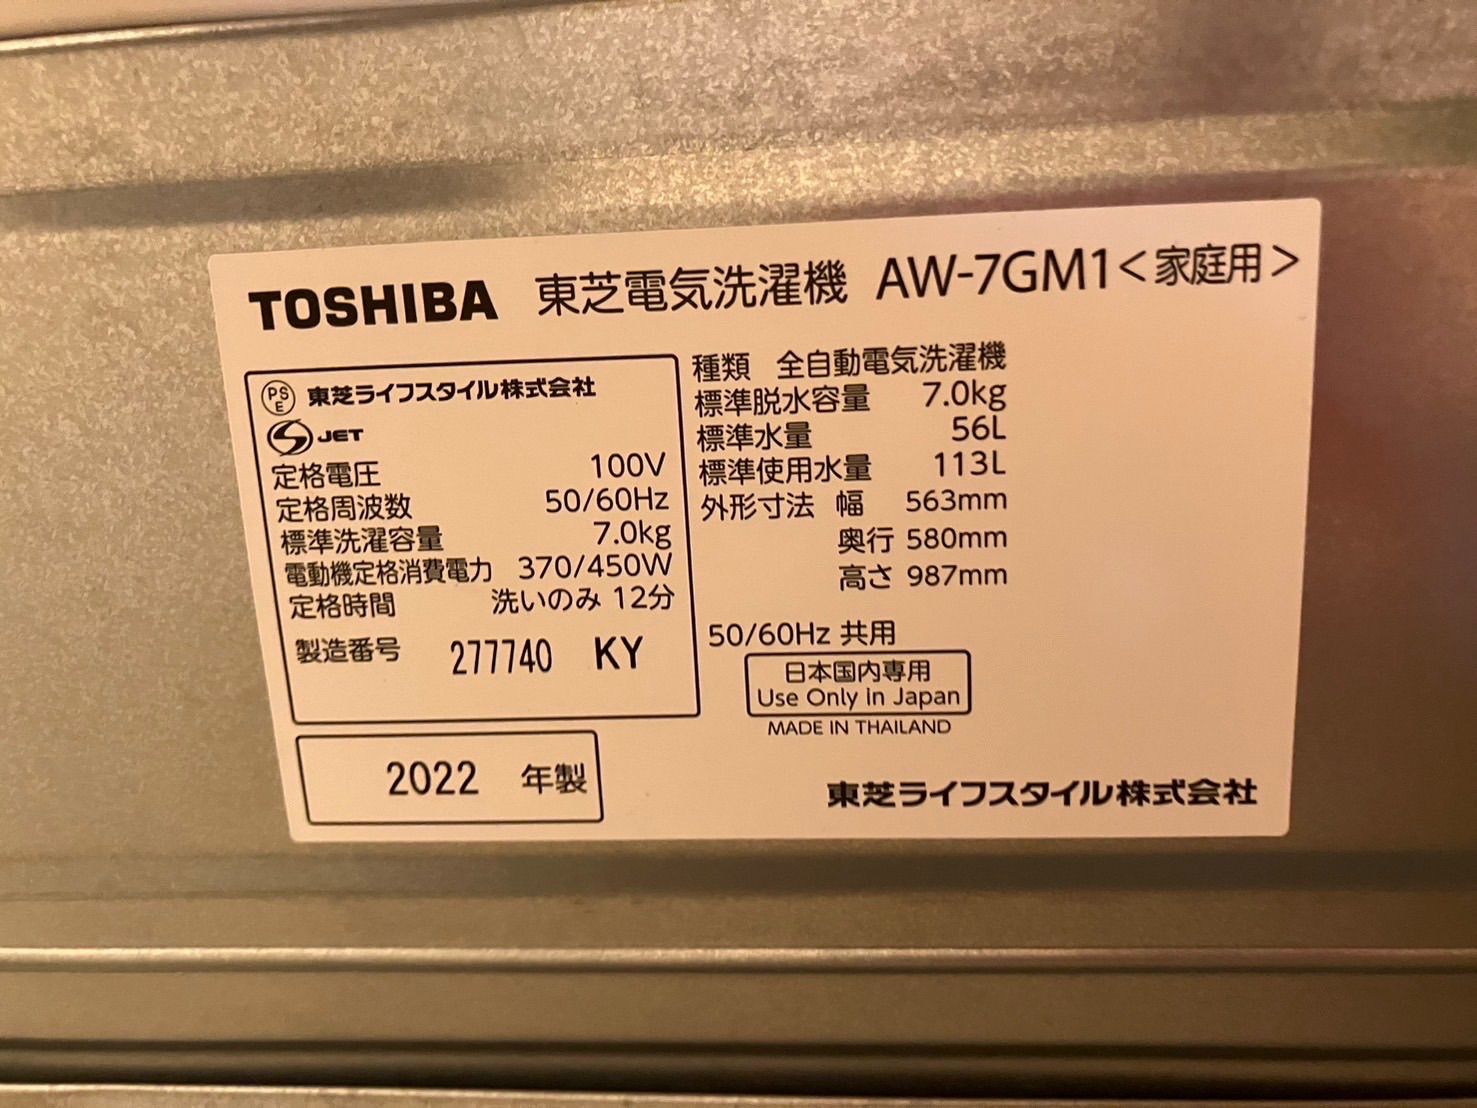 TOSHIBA 東芝電気洗濯機 AW-7GM1<家庭用>
PSE 東芝ライフスタイル株式会社
S JET
定格電圧 100V
定格周波数 50/60Hz
標準洗濯容量 7.0kg
電動機定格消費電力 370/450W
定格時間 洗いのみ 12分
製造番号 277740 KY
2022 年製
種類 全自動電気洗濯機
標準脱水容量 7.0kg
標準水量 56L
標準使用水量 113L
外形寸法 幅 563mm
奥行 580mm
高さ 987mm
50/60Hz 共用
日本国内専用
Use Only in Japan
MADE IN THAILAND
東芝ライフスタイル株式会社